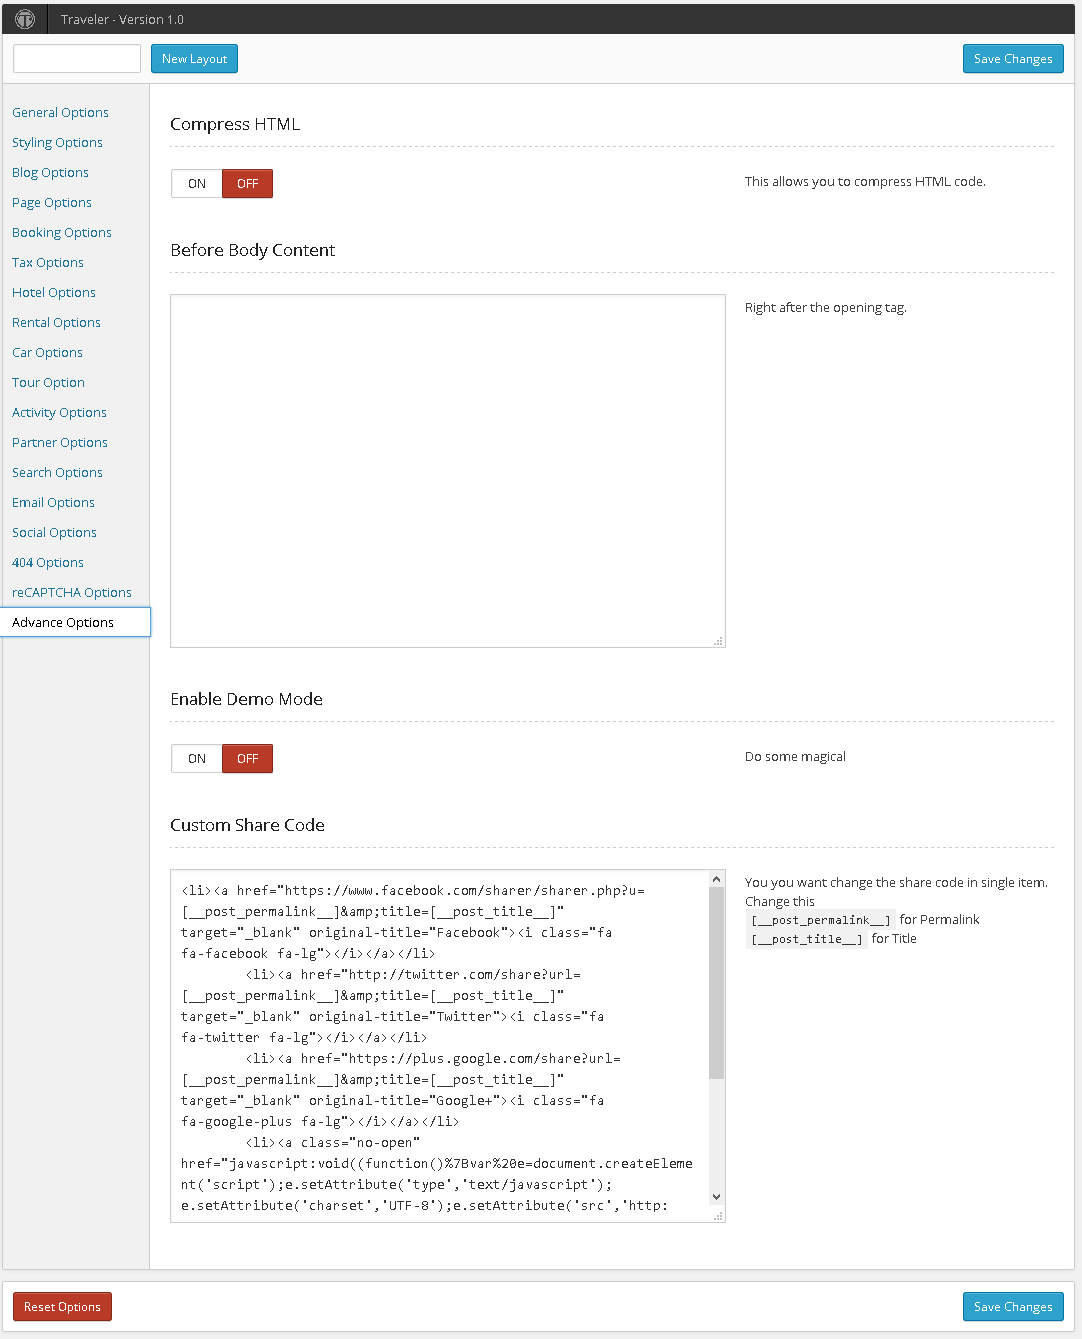 Traveler - Version 1.0
New Layout
Save Changes
General Options
Styling Options
Blog Options
Page Options
Booking Options
Tax Options
Hotel Options
Rental Options
Car Options
Tour Option
Activity Options
Partner Options
Search Options
Email Options
Social Options
404 Options
reCAPTCHA Options
Advance Options
Compress HTML
ON OFF
This allows you to compress HTML code.
Before Body Content
Right after the opening tag.
Enable Demo Mode
ON OFF
Do some magical
Custom Share Code
<li><a href="https://www.facebook.com/sharer/sharer.php?u=
[__post_permalink__]&amp;title=[__post_title__]"
target="_blank" original-title="Facebook"><i class="fa
fa-facebook fa-lg"></i></a></li>
<li><a href="http://twitter.com/share?url=
[__post_permalink__]&amp;title=[__post_title__]"
target="_blank" original-title="Twitter"><i class="fa
fa-twitter fa-lg"></i></a></li>
<li><a href="https://plus.google.com/share?url=
[__post_permalink__]&amp;title=[__post_title__]"
target="_blank" original-title="Google+"><i class="fa
fa-google-plus fa-lg"></i></a></li>
<li><a class="no-open"
href="javascript:void((function()%7Bvar%20e=document.createEleme
nt('script');e.setAttribute('type','text/javascript');
e.setAttribute('charset','UTF-8');e.setAttribute('src','http:
You you want change the share code in single item.
Change this
[__post_permalink__] for Permalink
[__post_title__] for Title
Reset Options
Save Changes